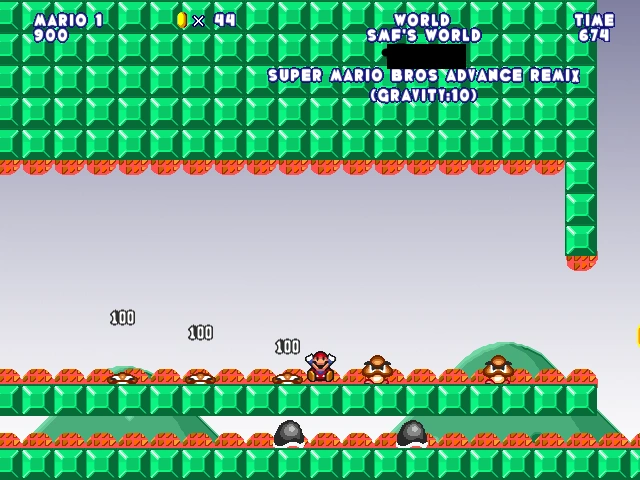 MARIO 1
900
× 44
WORLD
SMF'S WORLD
TIME
674
SUPER MARIO BROS ADVANCE REMIX
(GRAVITY:10)
100
100
100